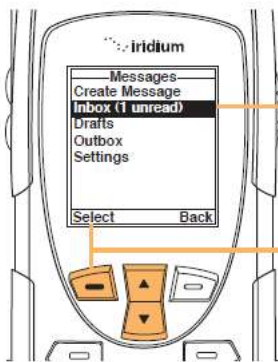 iridium
Messages
Create Message
Inbox (1 unread)
Drafts
Outbox
Settings
Select Back